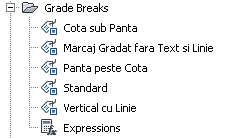 Grade Breaks
Cota sub Panta
Marcaj Gradat fara Text si Linie
Panta peste Cota
Standard
Vertical cu Linie
Expressions